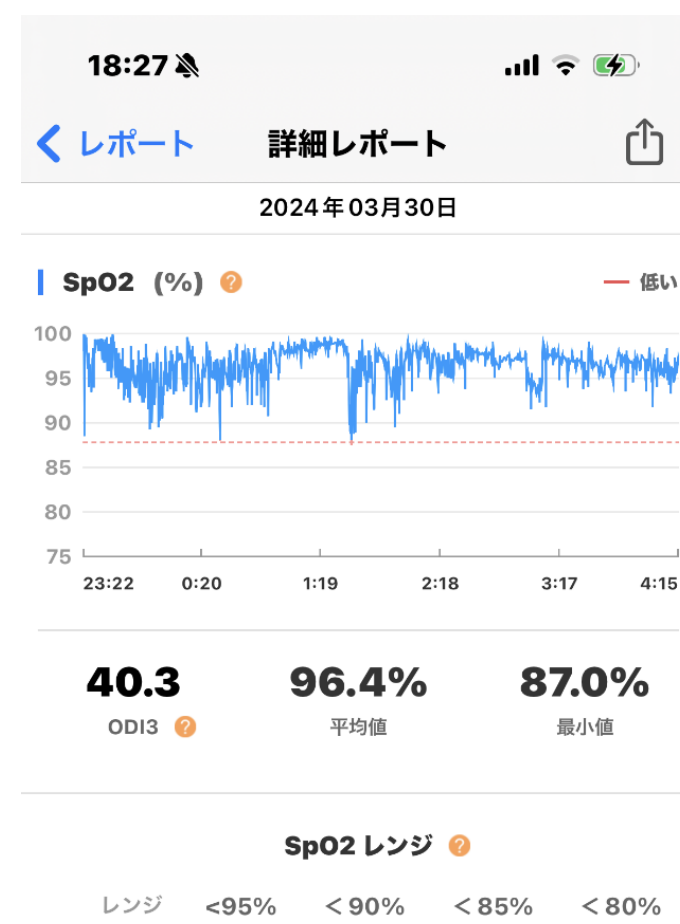 18:27
レポート 詳細レポート
2024年03月30日
SpO2 (%) ? 低い
100
95
90
85
80
75
23:22 0:20 1:19 2:18 3:17 4:15
40.3 96.4% 87.0%
ODI3 ? 平均値 最小値
SpO2 レンジ ?
レンジ <95% <90% <85% <80%